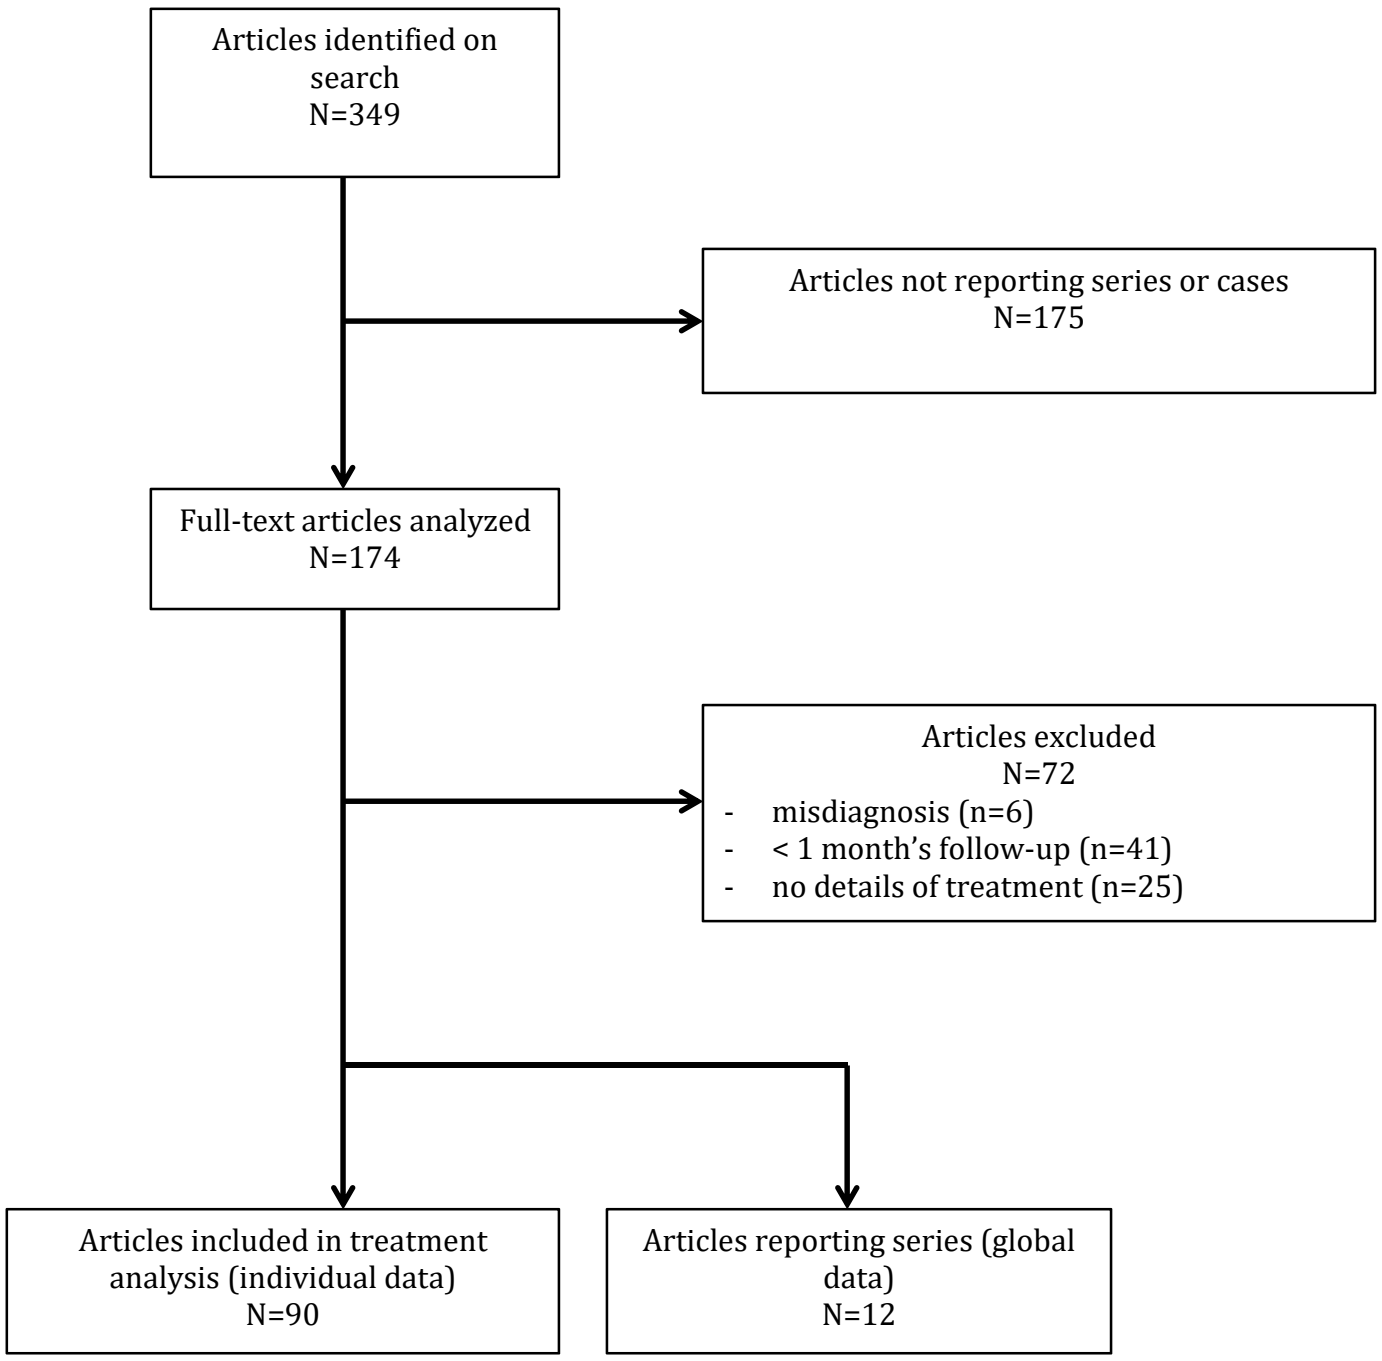 Articles identified on
search
N=349
Articles not reporting series or cases
N=175
Full-text articles analyzed
N=174
Articles excluded
N=72
- misdiagnosis (n=6)
- < 1 month’s follow-up (n=41)
- no details of treatment (n=25)
Articles included in treatment
analysis (individual data)
N=90
Articles reporting series (global
data)
N=12